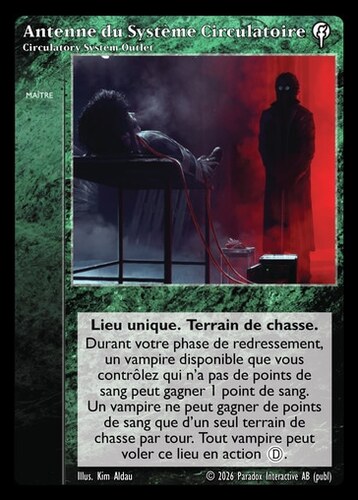 Antenne du Système Circulatoire
Circulatory System Outlet
MAÎTRE
Lieu unique. Terrain de chasse.
Durant votre phase de redressement,
un vampire disponible que vous
contrôlez qui n'a pas de points de
sang peut gagner 1 point de sang.
Un vampire ne peut gagner de points
de sang que d'un seul terrain de
chasse par tour. Tout vampire peut
voler ce lieu en action Ⓓ.
Illus. Kim Aldau
© 2026 Paradox Interactive AB (publ)